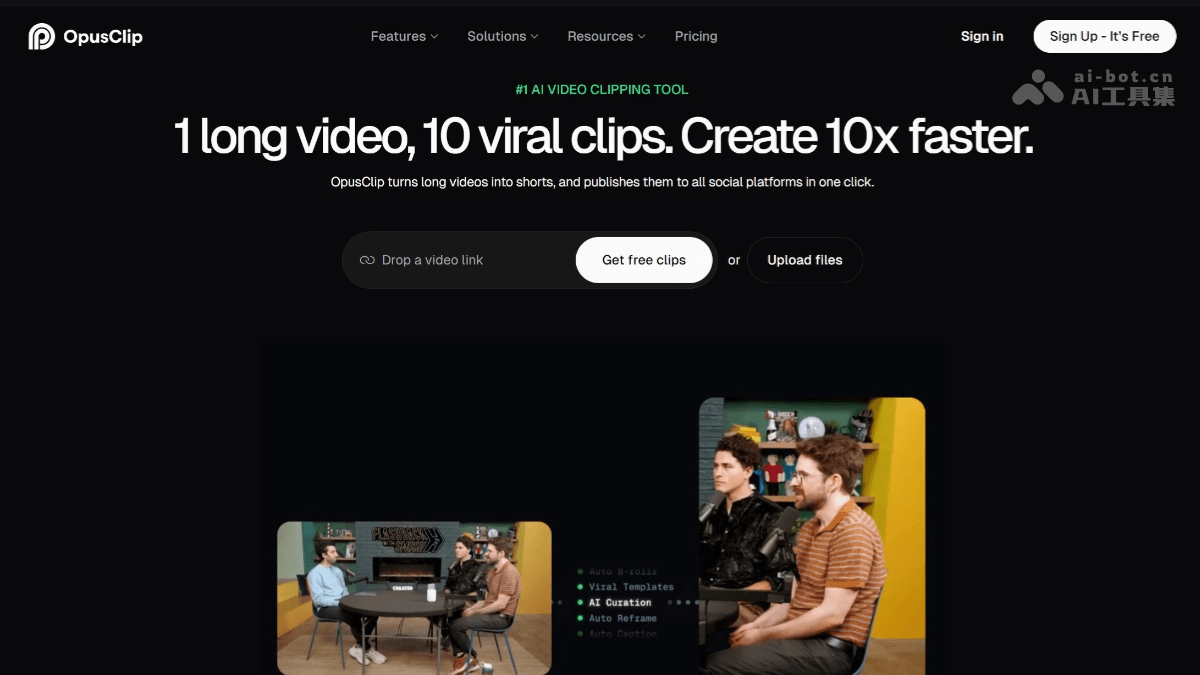 OpusClip
Features
Solutions
Resources
Pricing
Sign in
Sign Up - It's Free
ai-bot.cn
AI工具集
#1 AI VIDEO CLIPPING TOOL
1 long video, 10 viral clips. Create 10x faster.
OpusClip turns long videos into shorts, and publishes them to all social platforms in one click.
Drop a video link
Get free clips
or
Upload files
Auto B-rolls
Viral Templates
AI Curation
Auto Reframe
Auto Caption
CREATED